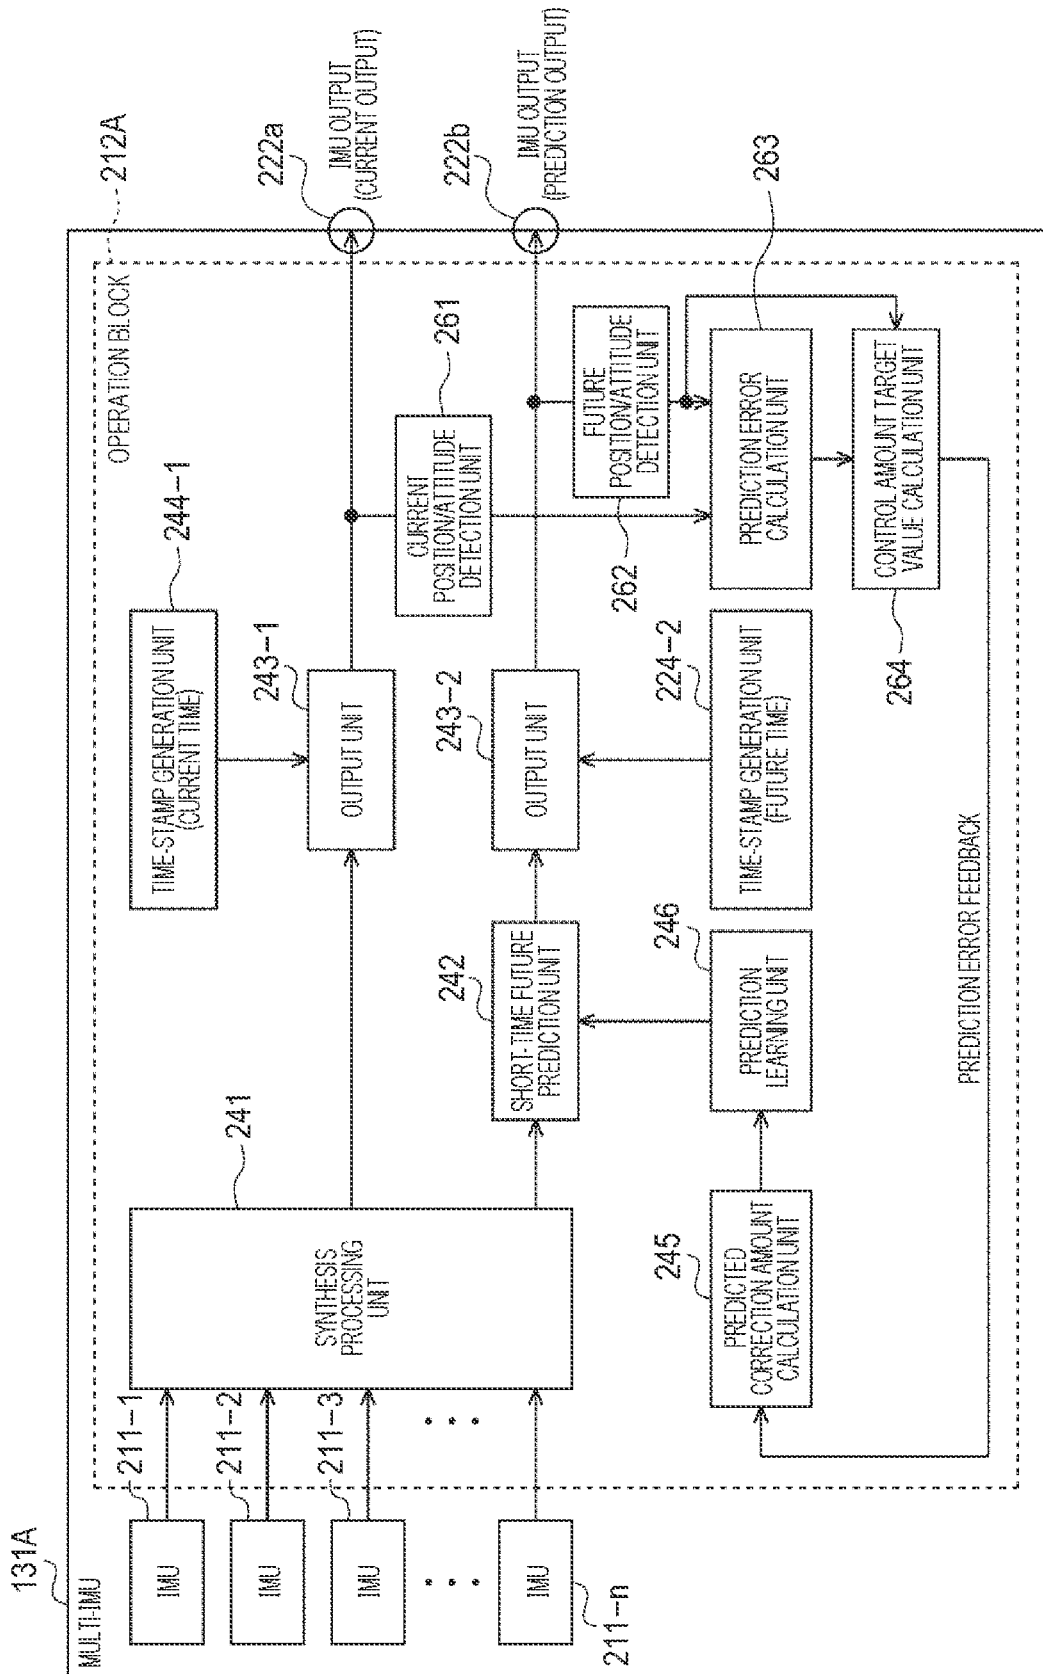 131A
MULTI-IMU
212A
OPERATION BLOCK
IMU
211-1
IMU
211-2
IMU
211-3
IMU
211-n
241
SYNTHESIS
PROCESSING
UNIT
244-1
TIME-STAMP GENERATION UNIT
(CURRENT TIME)
243-1
OUTPUT UNIT
222a
IMU OUTPUT
(CURRENT OUTPUT)
261
CURRENT
POSITION/ATTITUDE
DETECTION UNIT
242
SHORT-TIME FUTURE
PREDICTION UNIT
243-2
OUTPUT UNIT
222b
IMU OUTPUT
(PREDICTION OUTPUT)
FUTURE
POSITION/ATTITUDE
DETECTION UNIT
262
245
PREDICTED
CORRECTION AMOUNT
CALCULATION UNIT
246
PREDICTION
LEARNING UNIT
224-2
TIME-STAMP GENERATION UNIT
(FUTURE TIME)
263
PREDICTION ERROR
CALCULATION UNIT
CONTROL AMOUNT TARGET
VALUE CALCULATION UNIT
264
PREDICTION ERROR FEEDBACK